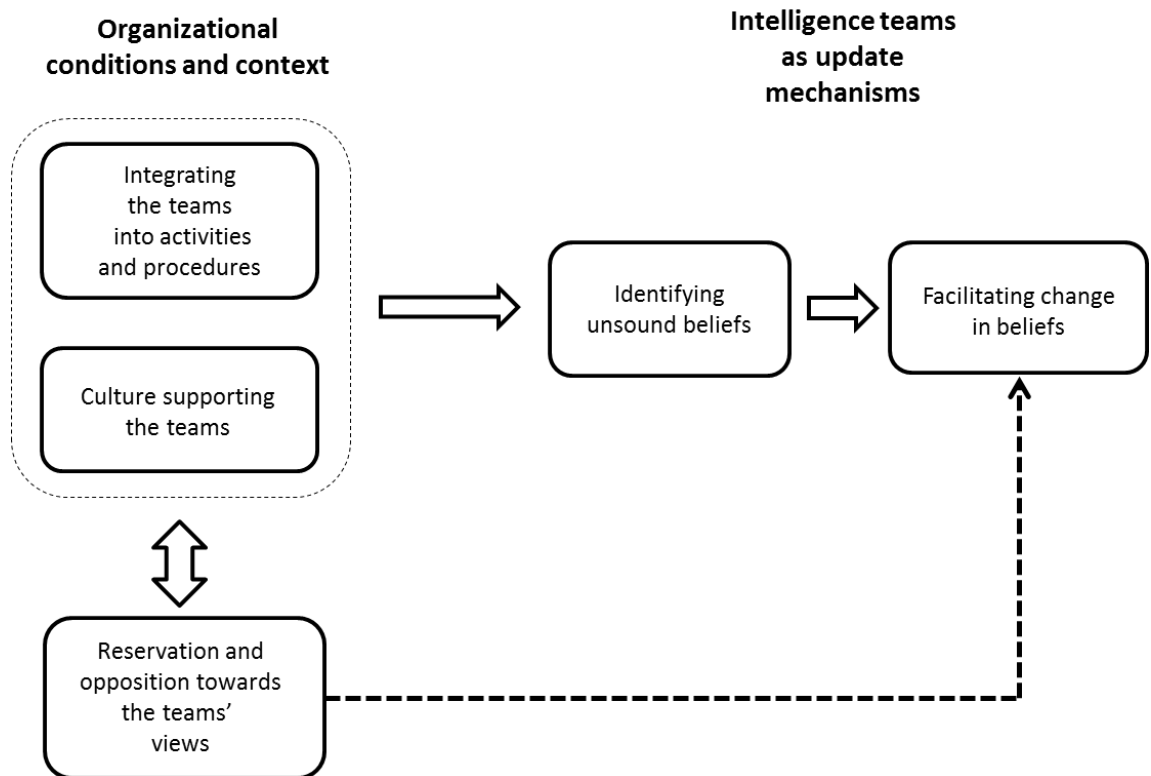 Organizational
conditions and context
Intelligence teams
as update
mechanisms
Integrating
the teams
into activities
and procedures
Culture supporting
the teams
Identifying
unsound beliefs
Facilitating change
in beliefs
Reservation and
opposition towards
the teams’
views